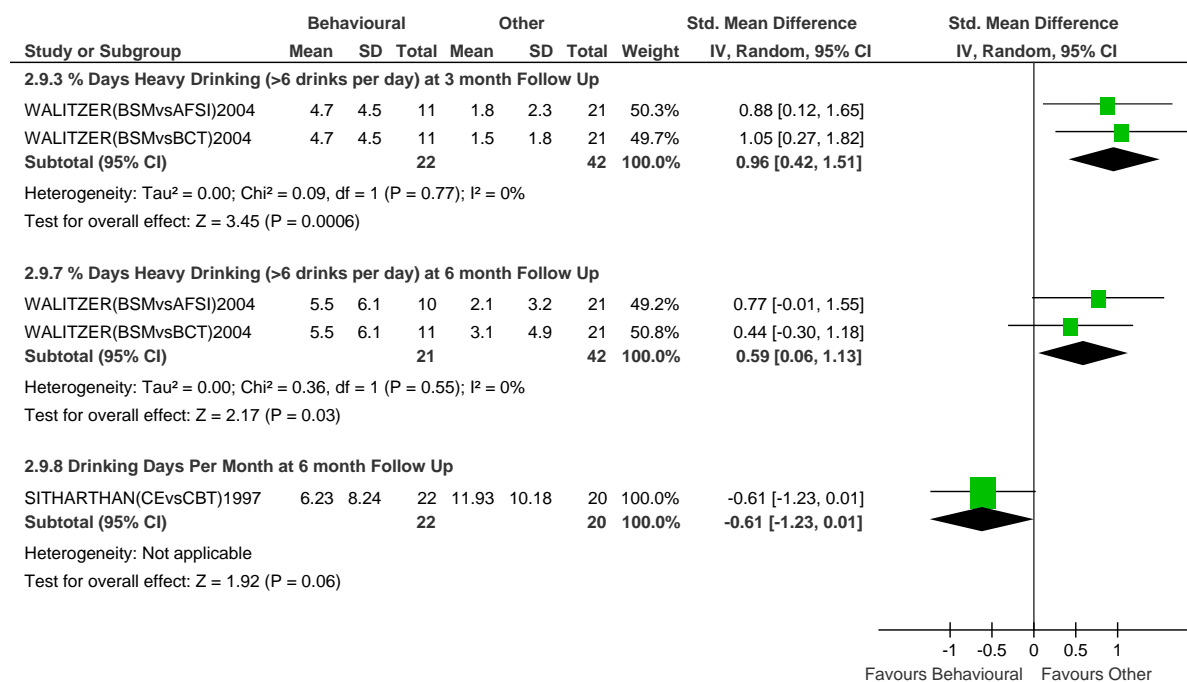 Behavioural Other Std. Mean Difference Std. Mean Difference
Study or Subgroup Mean SD Total Mean SD Total Weight IV, Random, 95% CI IV, Random, 95% CI
2.9.3 % Days Heavy Drinking (>6 drinks per day) at 3 month Follow Up
WALITZER(BSMvsAFSI)2004 4.7 4.5 11 1.8 2.3 21 50.3% 0.88 [0.12, 1.65]
WALITZER(BSMvsBCT)2004 4.7 4.5 11 1.5 1.8 21 49.7% 1.05 [0.27, 1.82]
Subtotal (95% CI) 22 42 100.0% 0.96 [0.42, 1.51]
Heterogeneity: Tau² = 0.00; Chi² = 0.09, df = 1 (P = 0.77); I² = 0%
Test for overall effect: Z = 3.45 (P = 0.0006)
2.9.7 % Days Heavy Drinking (>6 drinks per day) at 6 month Follow Up
WALITZER(BSMvsAFSI)2004 5.5 6.1 10 2.1 3.2 21 49.2% 0.77 [-0.01, 1.55]
WALITZER(BSMvsBCT)2004 5.5 6.1 11 3.1 4.9 21 50.8% 0.44 [-0.30, 1.18]
Subtotal (95% CI) 21 42 100.0% 0.59 [0.06, 1.13]
Heterogeneity: Tau² = 0.00; Chi² = 0.36, df = 1 (P = 0.55); I² = 0%
Test for overall effect: Z = 2.17 (P = 0.03)
2.9.8 Drinking Days Per Month at 6 month Follow Up
SITHARTHAN(CEvsCBT)1997 6.23 8.24 22 11.93 10.18 20 100.0% -0.61 [-1.23, 0.01]
Subtotal (95% CI) 22 20 100.0% -0.61 [-1.23, 0.01]
Heterogeneity: Not applicable
Test for overall effect: Z = 1.92 (P = 0.06)
-1 -0.5 0 0.5 1
Favours Behavioural Favours Other